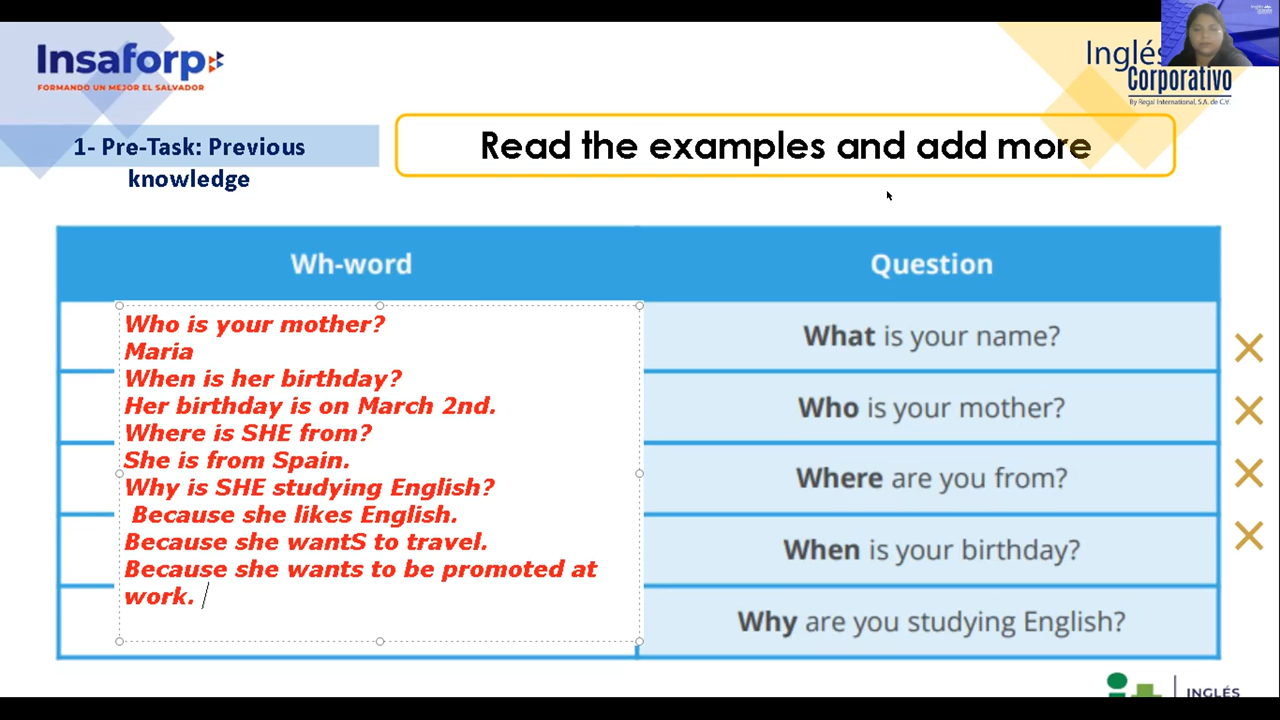 Insaforp
FORMANDO UN MEJOR EL SALVADOR
Inglés
Corporativo
By Regal International, S.A. de C.V.
1- Pre-Task: Previous
knowledge
Read the examples and add more
Wh-word
Question
Who is your mother?
Maria
When is her birthday?
Her birthday is on March 2nd.
Where is SHE from?
She is from Spain.
Why is SHE studying English?
Because she likes English.
Because she wantS to travel.
Because she wants to be promoted at
work.
What is your name?
Who is your mother?
Where are you from?
When is your birthday?
Why are you studying English?
INGLÉS